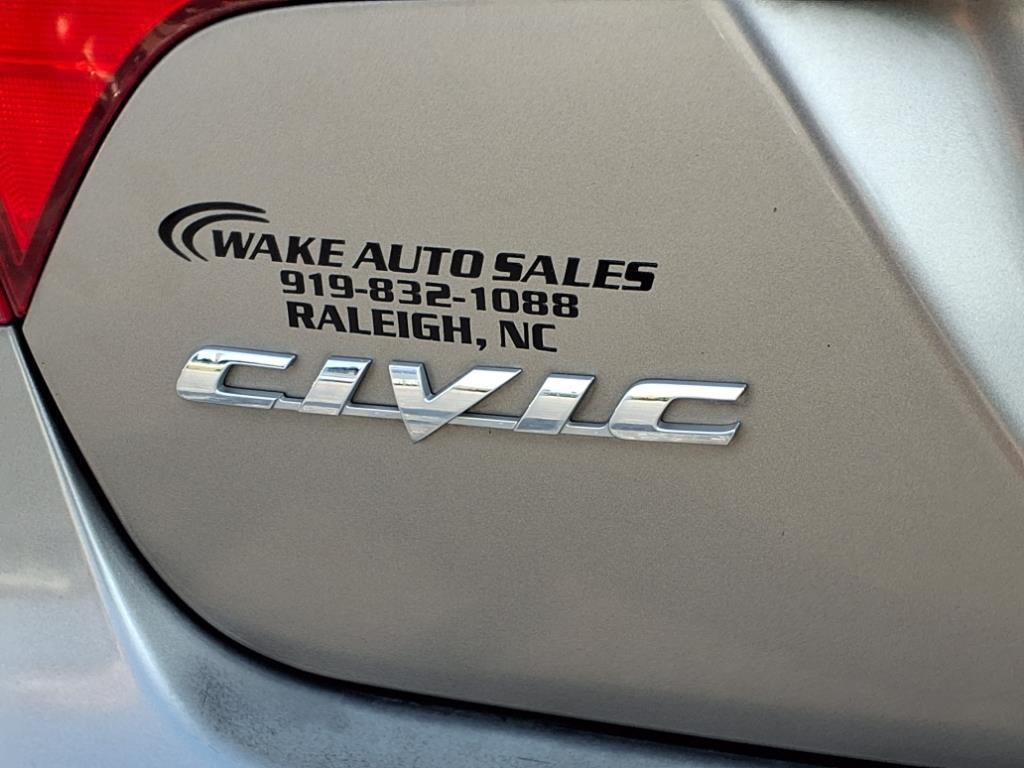 WAKE AUTO SALES
919-832-1088
RALEIGH, NC
CIVIC